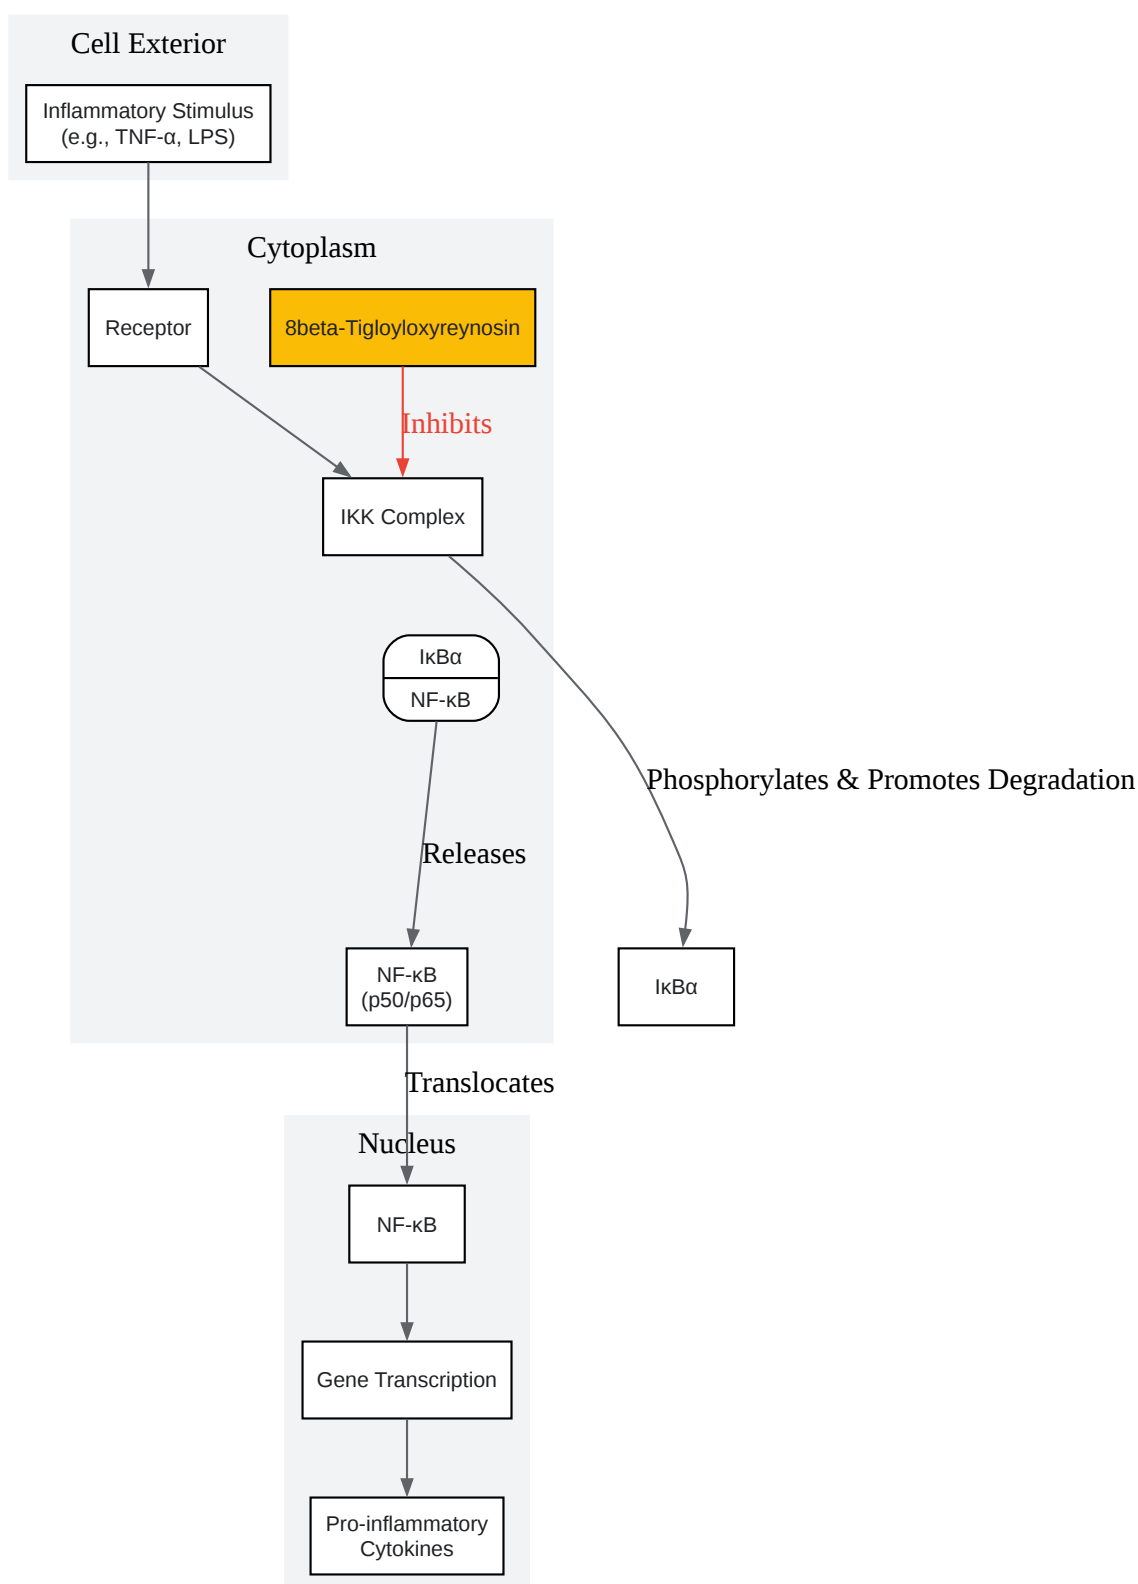 Cell Exterior
Inflammatory Stimulus
(e.g., TNF-α, LPS)
Cytoplasm
Receptor
8beta-Tigloyloxyreynosin
Inhibits
IKK Complex
IκBα
NF-κB
Phosphorylates & Promotes Degradation
Releases
NF-κB
(p50/p65)
IκBα
Translocates
Nucleus
NF-κB
Gene Transcription
Pro-inflammatory
Cytokines